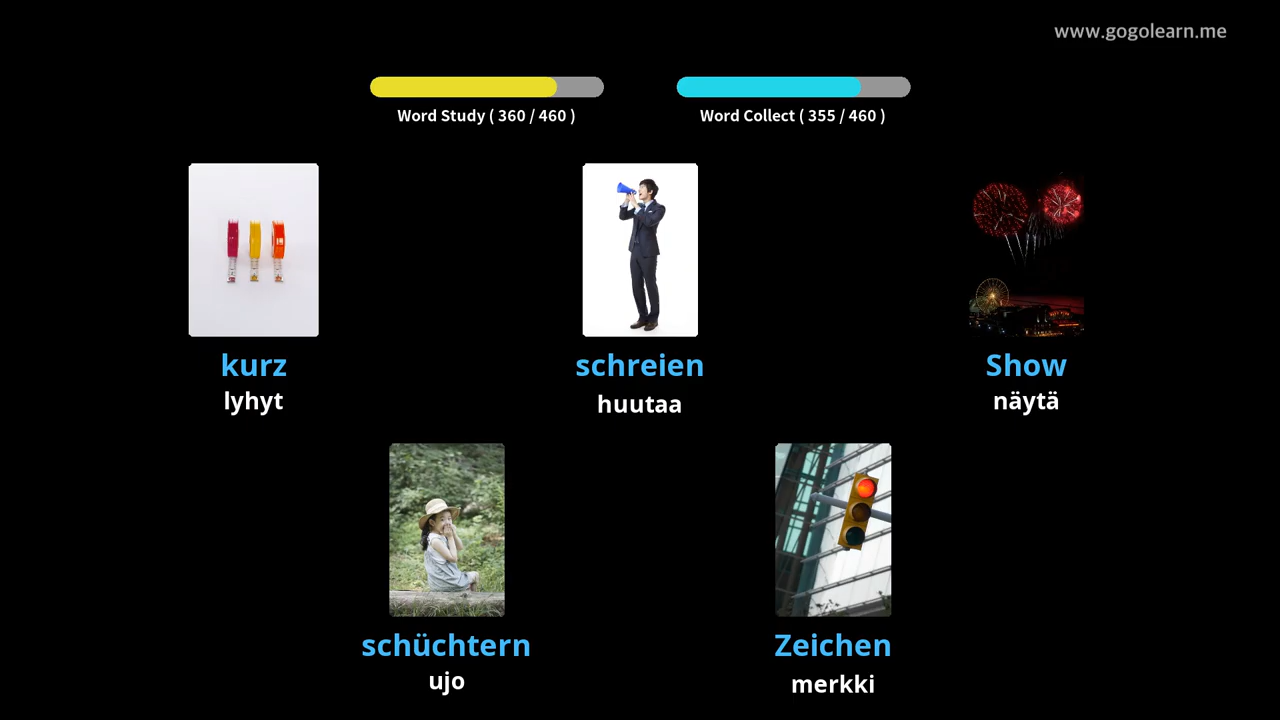 www.gogolearn.me
Word Study ( 360 / 460 )
Word Collect ( 355 / 460 )
kurz
lyhyt
schreien
huutaa
Show
näytä
schüchtern
ujo
Zeichen
merkki